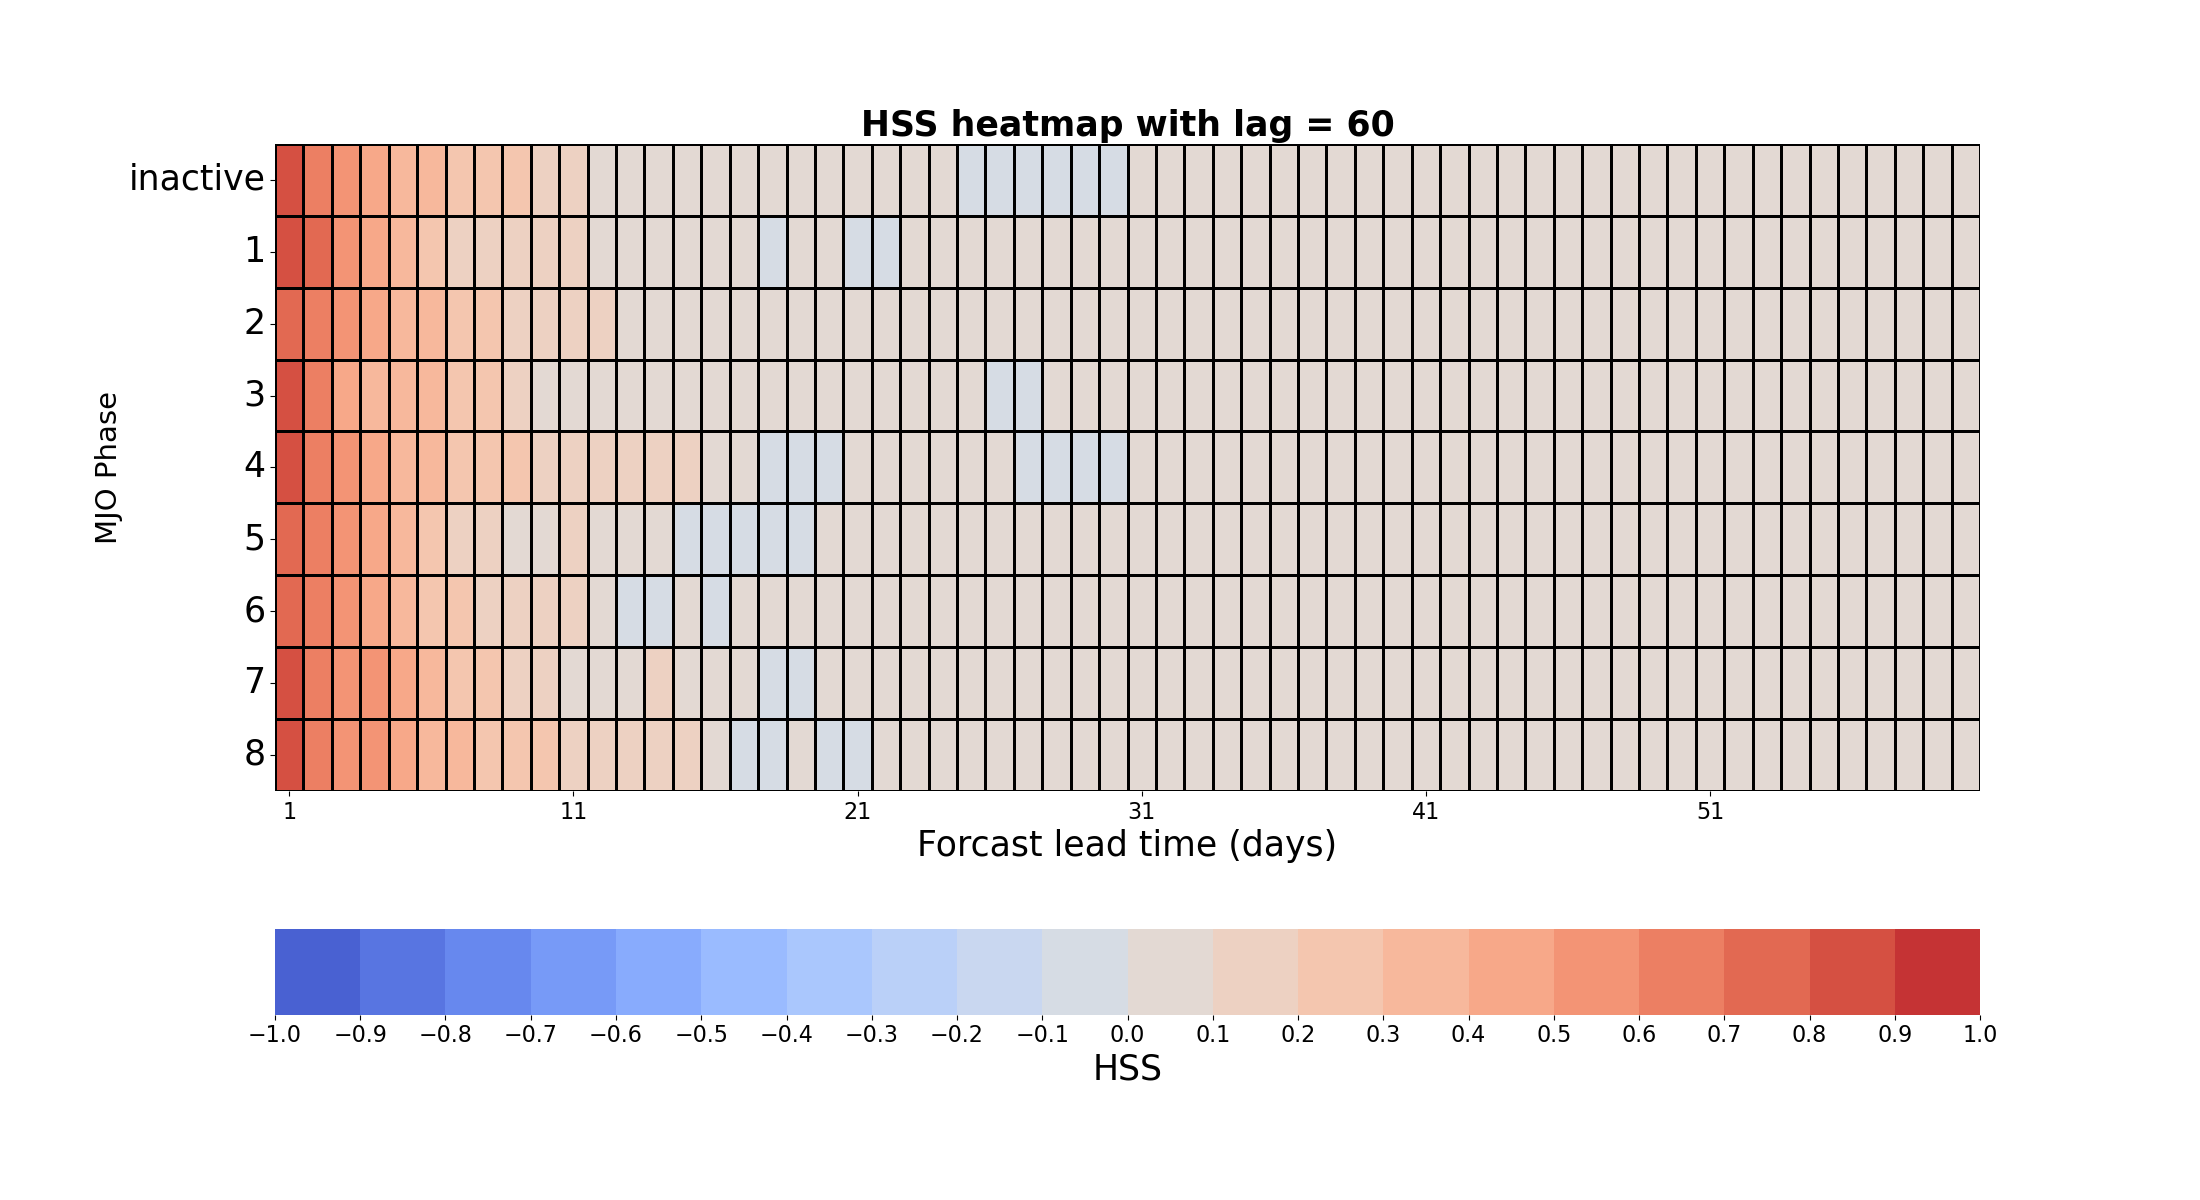 HSS heatmap with lag = 60
inactive
1
2
3
4
5
6
7
8
MJO Phase
1 11 21 31 41 51
Forcast lead time (days)
−1.0 −0.9 −0.8 −0.7 −0.6 −0.5 −0.4 −0.3 −0.2 −0.1 0.0 0.1 0.2 0.3 0.4 0.5 0.6 0.7 0.8 0.9 1.0
HSS